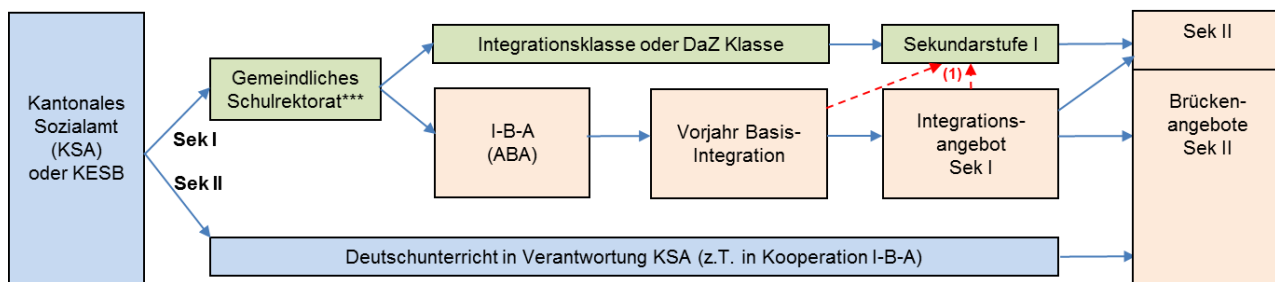 Kantonales
Sozialamt
(KSA)
oder KESB
Sek I
Sek II
Gemeindliches
Schulrektorat***
Integrationsklasse oder DaZ Klasse
Sekundarstufe I
(1)
I-B-A
(ABA)
Vorjahr Basis-
Integration
Integrations-
angebot
Sek I
Sek II
Brücken-
angebote
Sek II
Deutschunterricht in Verantwortung KSA (z.T. in Kooperation I-B-A)